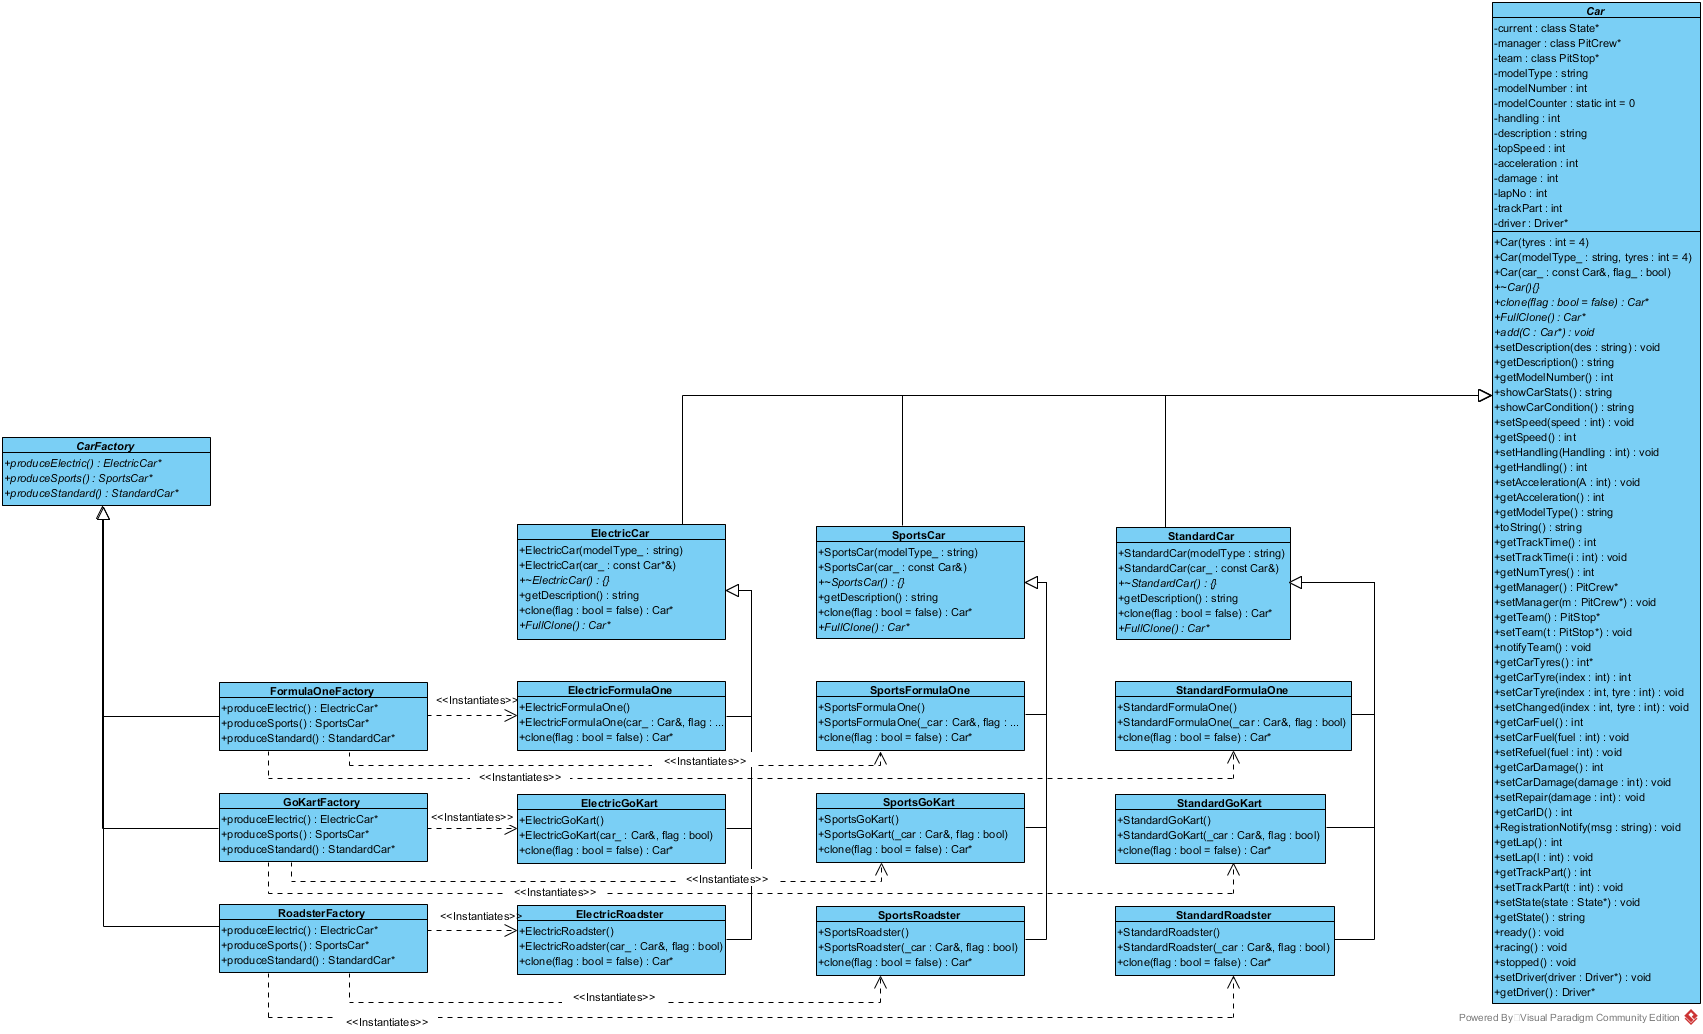 Car
-current : class State*
-manager : class PitCrew*
-team : class PitStop*
-modelType : string
-modelNumber : int
-modelCounter : static int = 0
-handling : int
-description : string
-topSpeed : int
-acceleration : int
-damage : int
-lapNo : int
-trackPart : int
-driver : Driver*
+Car(tyres : int = 4)
+Car(modelType_ : string, tyres : int = 4)
+Car(car_ : const Car&, flag_ : bool)
+~Car(){}
+clone(flag : bool = false) : Car*
+FullClone() : Car*
+add(C : Car*) : void
+setDescription(des : string) : void
+getDescription() : string
+getModelNumber() : int
+showCarStats() : string
+showCarCondition() : string
+setSpeed(speed : int) : void
+getSpeed() : int
+setHandling(Handling : int) : void
+getHandling() : int
+setAcceleration(A : int) : void
+getAcceleration() : int
+getModelType() : string
+toString() : string
+getTrackTime() : int
+setTrackTime(i : int) : void
+getNumTyres() : int
+getManager() : PitCrew*
+setManager(m : PitCrew*) : void
+getTeam() : PitStop*
+setTeam(t : PitStop*) : void
+notifyTeam() : void
+getCarTyres() : int*
+getCarTyre(index : int) : int
+setCarTyre(index : int, tyre : int) : void
+setChanged(index : int, tyre : int) : void
+getCarFuel() : int
+setCarFuel(fuel : int) : void
+setRefuel(fuel : int) : void
+getCarDamage() : int
+setCarDamage(damage : int) : void
+setRepair(damage : int) : void
+getCarID() : int
+RegistrationNotify(msg : string) : void
+getLap() : int
+setLap(l : int) : void
+getTrackPart() : int
+setTrackPart(t : int) : void
+setState(state : State*) : void
+getState() : string
+ready() : void
+racing() : void
+stopped() : void
+setDriver(driver : Driver*) : void
+getDriver() : Driver*
CarFactory
+produceElectric() : ElectricCar*
+produceSports() : SportsCar*
+produceStandard() : StandardCar*
ElectricCar
+ElectricCar(modelType_ : string)
+ElectricCar(car_ : const Car*&)
+~ElectricCar() : {}
+getDescription() : string
+clone(flag : bool = false) : Car*
+FullClone() : Car*
SportsCar
+SportsCar(modelType_ : string)
+SportsCar(car_ : const Car&)
+~SportsCar() : {}
+getDescription() : string
+clone(flag : bool = false) : Car*
+FullClone() : Car*
StandardCar
+StandardCar(modelType : string)
+StandardCar(car_ : const Car&)
+~StandardCar() : {}
+getDescription() : string
+clone(flag : bool = false) : Car*
+FullClone() : Car*
FormulaOneFactory
+produceElectric() : ElectricCar*
+produceSports() : SportsCar*
+produceStandard() : StandardCar*
<<Instantiates>>
ElectricFormulaOne
+ElectricFormulaOne()
+ElectricFormulaOne(car_ : Car&, flag : ...
+clone(flag : bool = false) : Car*
SportsFormulaOne
+SportsFormulaOne()
+SportsFormulaOne(_car : Car&, flag : ...
+clone(flag : bool = false) : Car*
StandardFormulaOne
+StandardFormulaOne()
+StandardFormulaOne(_car : Car&, flag : bool)
+clone(flag : bool = false) : Car*
<<Instantiates>>
<<Instantiates>>
GoKartFactory
+produceElectric() : ElectricCar*
+produceSports() : SportsCar*
+produceStandard() : StandardCar*
<<Instantiates>>
ElectricGoKart
+ElectricGoKart()
+ElectricGoKart(car_ : Car&, flag : bool)
+clone(flag : bool = false) : Car*
SportsGoKart
+SportsGoKart()
+SportsGoKart(_car : Car&, flag : bool)
+clone(flag : bool = false) : Car*
StandardGoKart
+StandardGoKart()
+StandardGoKart(_car : Car&, flag : bool)
+clone(flag : bool = false) : Car*
<<Instantiates>>
<<Instantiates>>
RoadsterFactory
+produceElectric() : ElectricCar*
+produceSports() : SportsCar*
+produceStandard() : StandardCar*
<<Instantiates>>
ElectricRoadster
+ElectricRoadster()
+ElectricRoadster(car_ : Car&, flag : bool)
+clone(flag : bool = false) : Car*
SportsRoadster
+SportsRoadster()
+SportsRoadster(_car : Car&, flag : bool)
+clone(flag : bool = false) : Car*
StandardRoadster
+StandardRoadster()
+StandardRoadster(_car : Car&, flag : bool)
+clone(flag : bool = false) : Car*
<<Instantiates>>
<<Instantiates>>
Powered By Visual Paradigm Community Edition